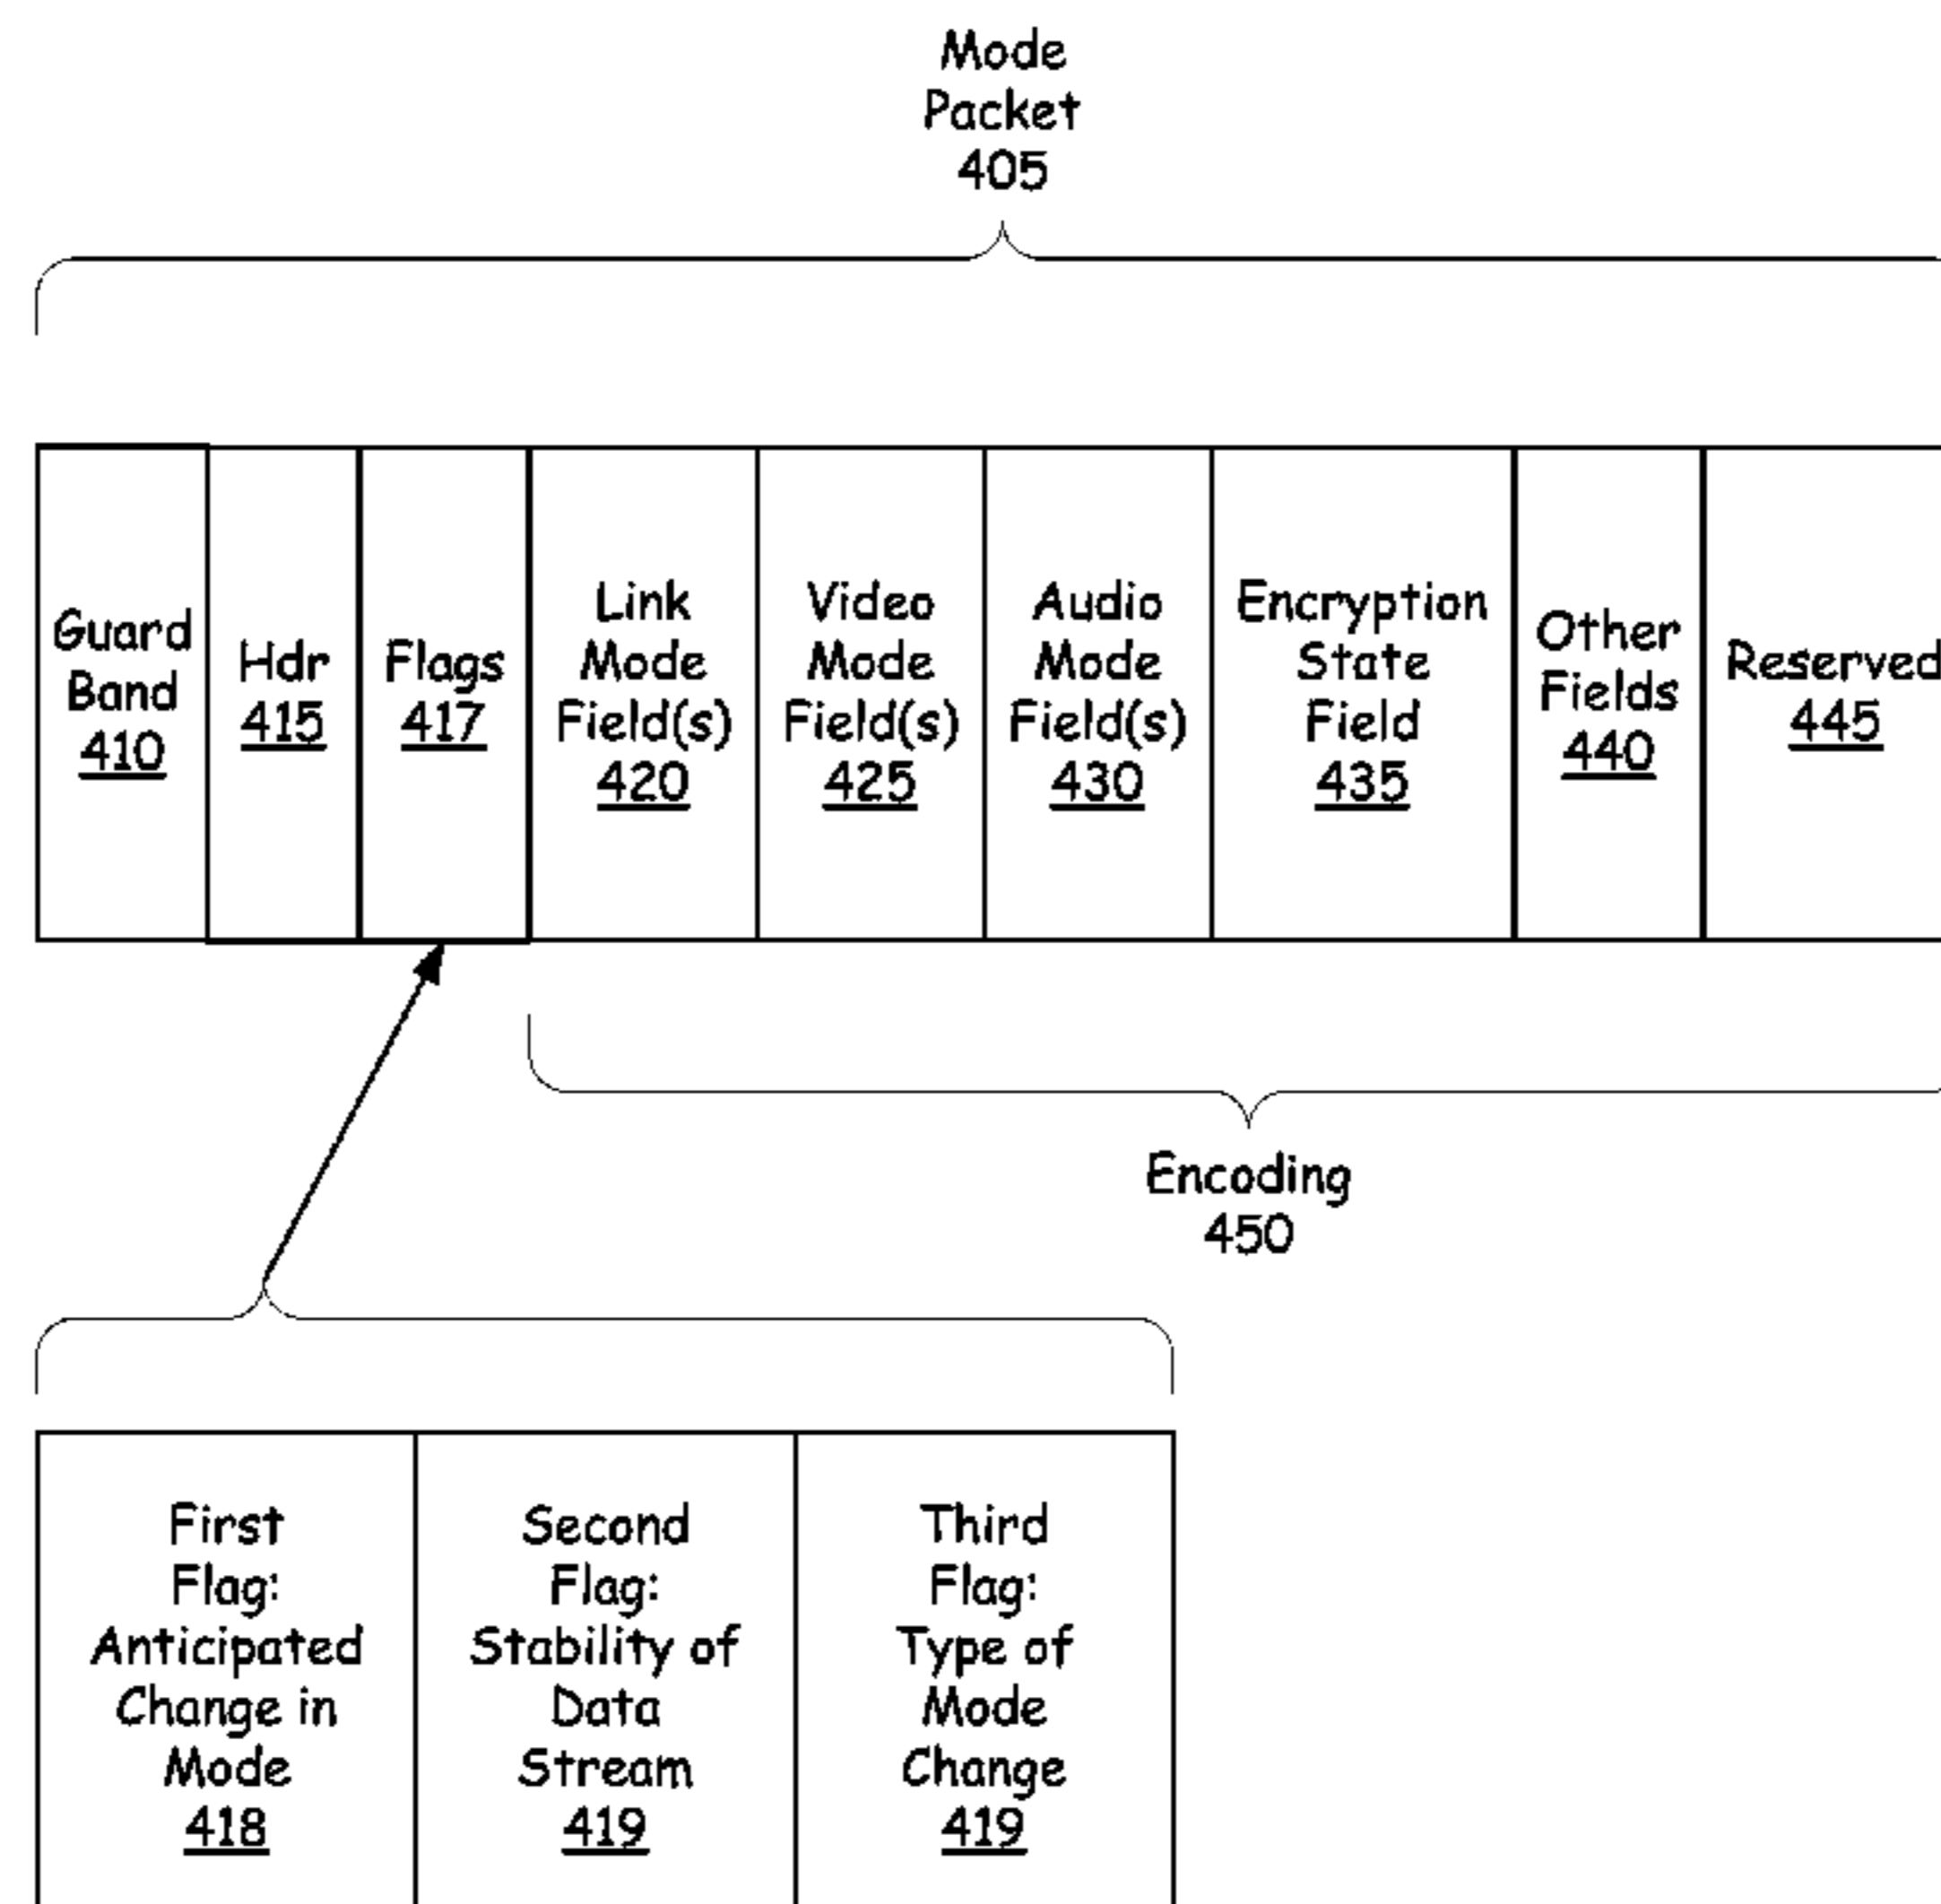 Mode
Packet
405
Guard
Band
410
Hdr
415
Flags
417
Link
Mode
Field(s)
420
Video
Mode
Field(s)
425
Audio
Mode
Field(s)
430
Encryption
State
Field
435
Other
Fields
440
Reserved
445
Encoding
450
First
Flag:
Anticipated
Change in
Mode
418
Second
Flag:
Stability of
Data
Stream
419
Third
Flag:
Type of
Mode
Change
419